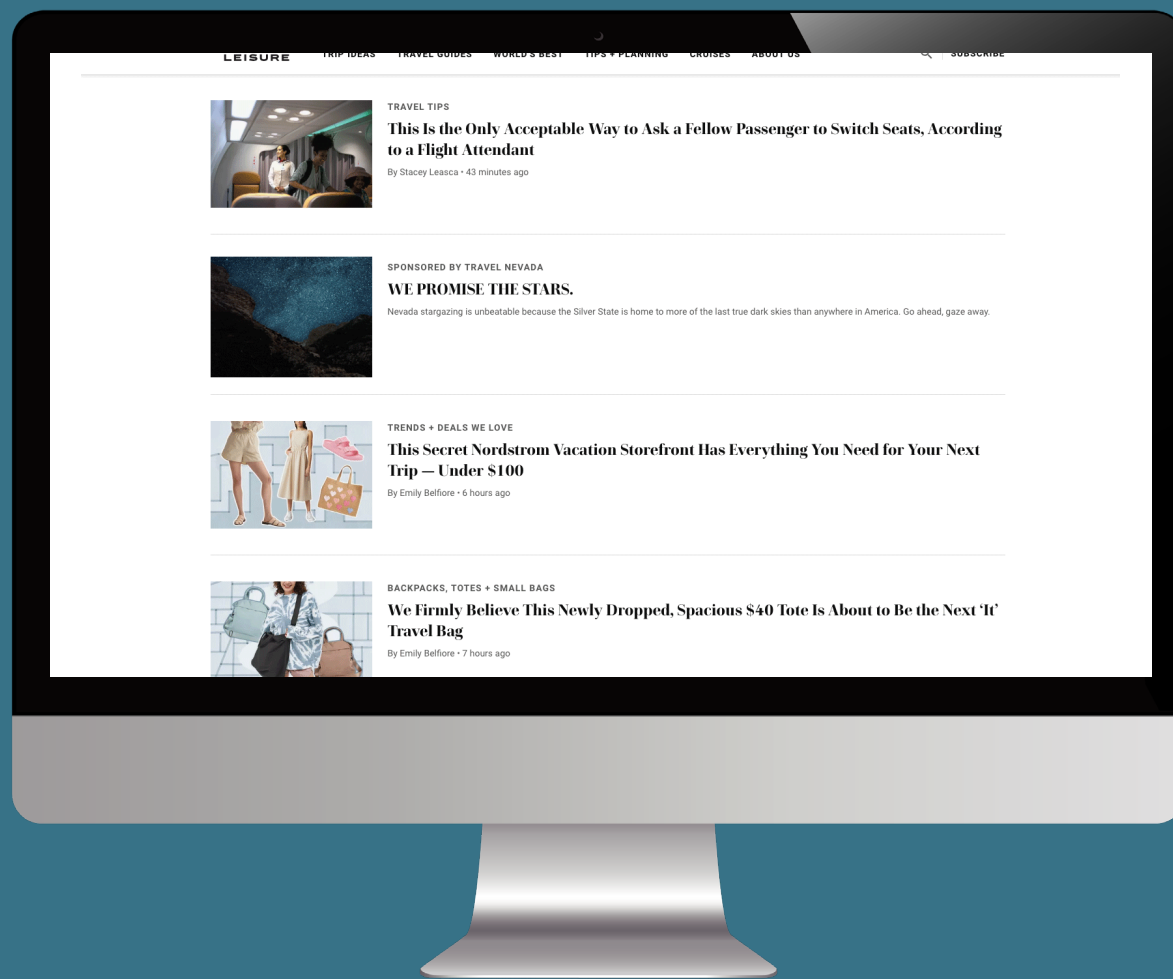 LEISURE TRIP IDEAS TRAVEL GUIDES WORLD'S BEST TIPS + PLANNING CRUISES ABOUT US SUBSCRIBE
TRAVEL TIPS
This Is the Only Acceptable Way to Ask a Fellow Passenger to Switch Seats, According
to a Flight Attendant
By Stacey Leasca • 43 minutes ago
SPONSORED BY TRAVEL NEVADA
WE PROMISE THE STARS.
Nevada stargazing is unbeatable because the Silver State is home to more of the last true dark skies than anywhere in America. Go ahead, gaze away.
TRENDS + DEALS WE LOVE
This Secret Nordstrom Vacation Storefront Has Everything You Need for Your Next
Trip — Under $100
By Emily Belfiore • 6 hours ago
BACKPACKS, TOTES + SMALL BAGS
We Firmly Believe This Newly Dropped, Spacious $40 Tote Is About to Be the Next ‘It’
Travel Bag
By Emily Belfiore • 7 hours ago